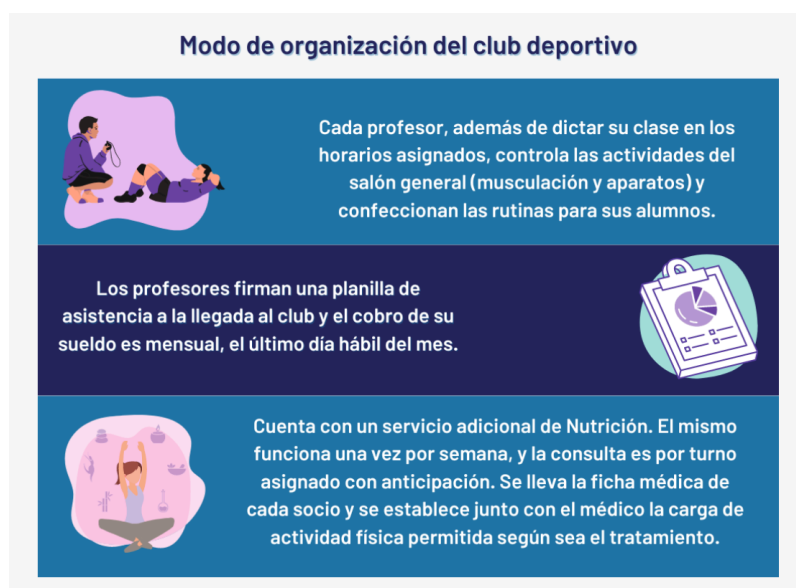 Modo de organización del club deportivo
Cada profesor, además de dictar su clase en los
horarios asignados, controla las actividades del
salón general (musculación y aparatos) y
confeccionan las rutinas para sus alumnos.
Los profesores firman una planilla de
asistencia a la llegada al club y el cobro de su
sueldo es mensual, el último día hábil del mes.
Cuenta con un servicio adicional de Nutrición. El mismo
funciona una vez por semana, y la consulta es por turno
asignado con anticipación. Se lleva la ficha médica de
cada socio y se establece junto con el médico la carga de
actividad física permitida según sea el tratamiento.